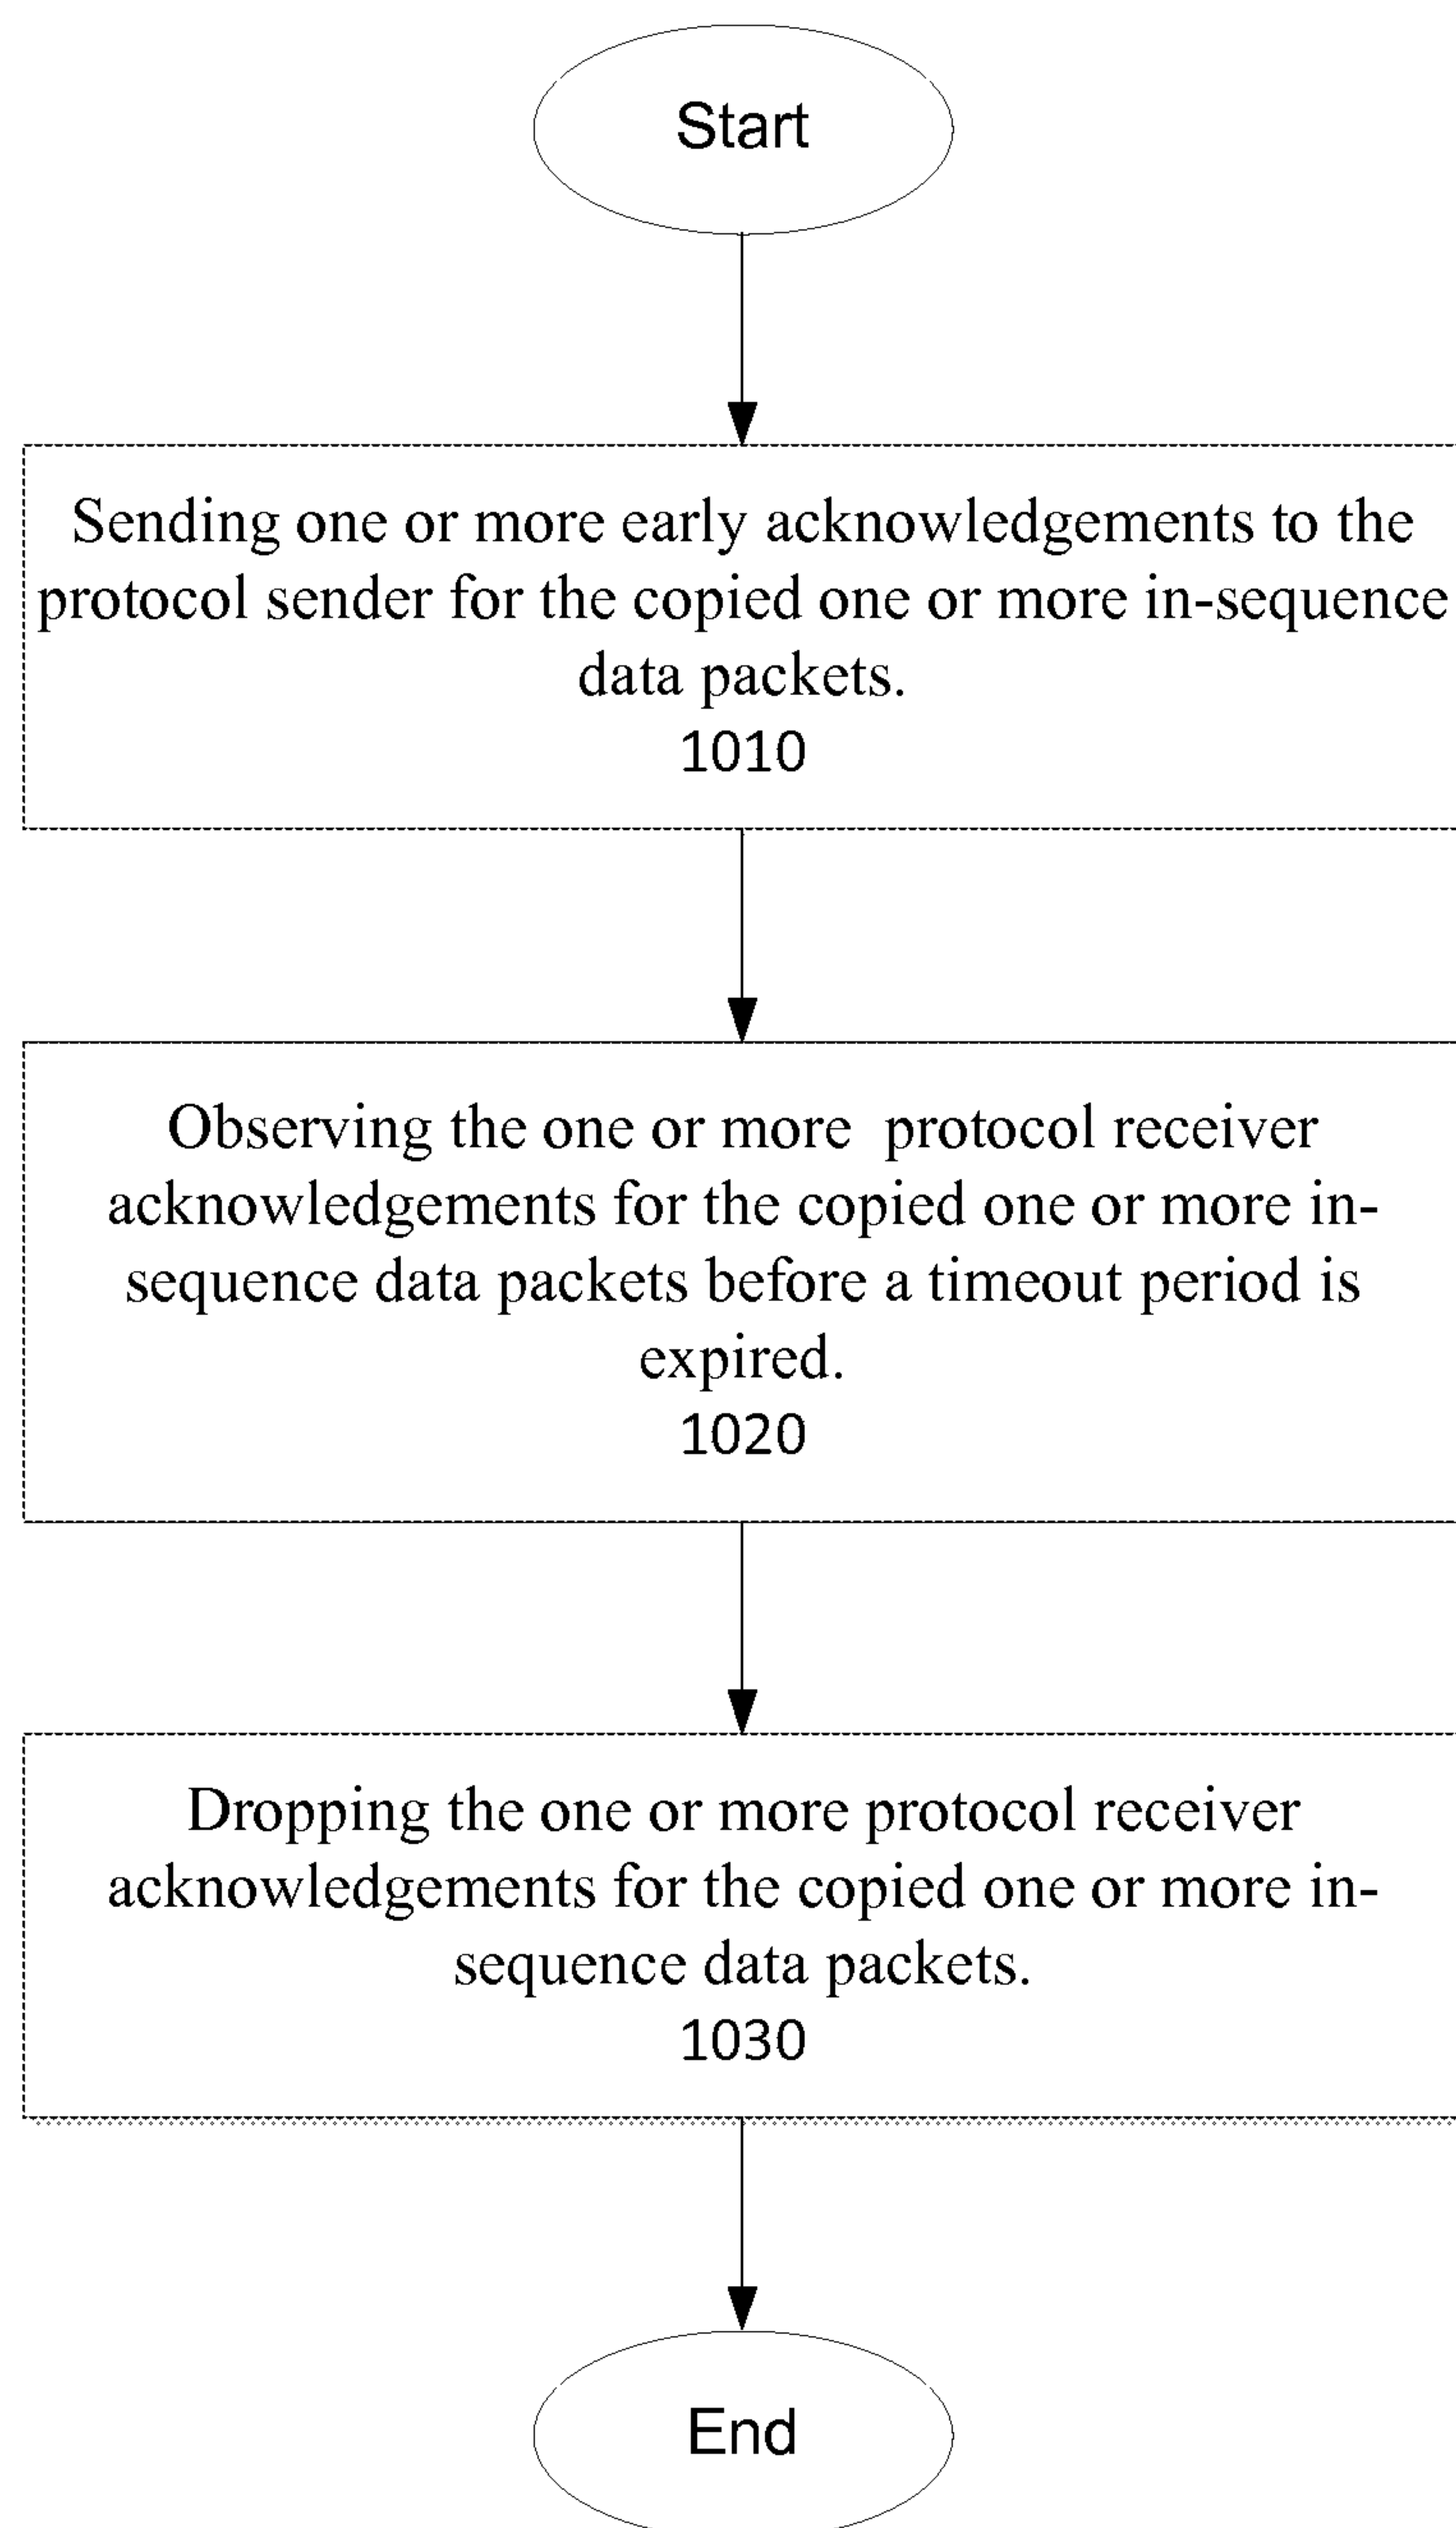 Start
Sending one or more early acknowledgements to the
protocol sender for the copied one or more in-sequence
data packets.
1010
Observing the one or more  protocol receiver
acknowledgements for the copied one or more in-
sequence data packets before a timeout period is
expired.
1020
Dropping the one or more protocol receiver
acknowledgements for the copied one or more in-
sequence data packets.
1030
End